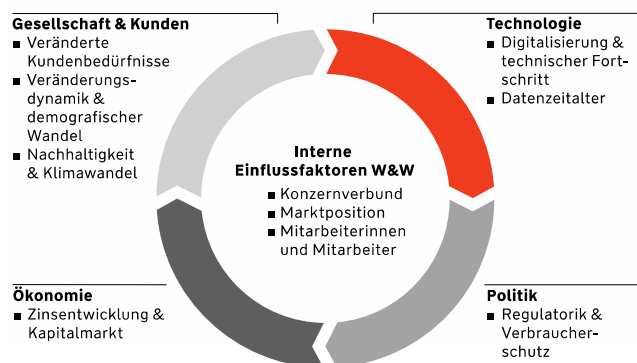 Gesellschaft & Kunden
■ Veränderte
Kundenbedürfnisse
■ Veränderungs-
dynamik &
demografischer
Wandel
■ Nachhaltigkeit
& Klimawandel
Technologie
■ Digitalisierung &
technischer Fort-
schritt
■ Datenzeitalter
Interne
Einflussfaktoren W&W
■ Konzernverbund
■ Marktposition
■ Mitarbeiterinnen
und Mitarbeiter
Ökonomie
■ Zinsentwicklung &
Kapitalmarkt
Politik
■ Regulatorik &
Verbraucher-
schutz